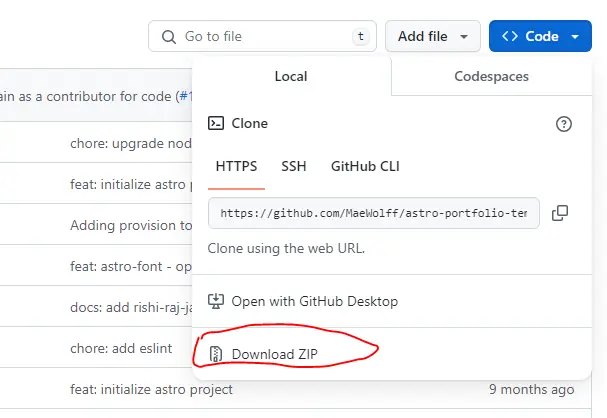 Go to file
t
Add file
Code
Local
Codespaces
ain as a contributor for code (#1
Clone
chore: upgrade nod
HTTPS
SSH
GitHub CLI
feat: initialize astro p
https://github.com/MaeWolff/astro-portfolio-ter
Adding provision to
Clone using the web URL.
feat: astro-font - op
Open with GitHub Desktop
docs: add rishi-raj-ja
chore: add eslint
Download ZIP
feat: initialize astro project
9 months ago